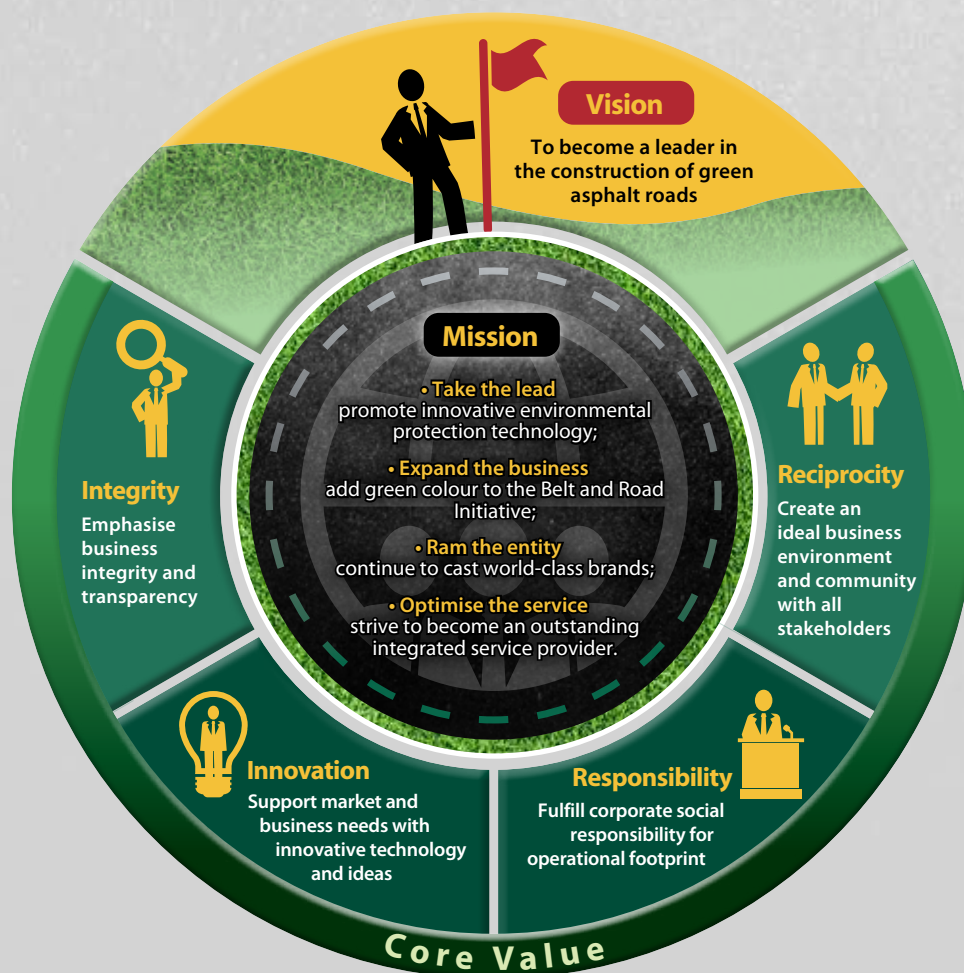 Vision
To become a leader in
the construction of green
asphalt roads
Mission
• Take the lead
promote innovative environmental
protection technology;
• Expand the business
add green colour to the Belt and Road
Initiative;
• Ram the entity
continue to cast world-class brands;
• Optimise the service
strive to become an outstanding
integrated service provider.
Integrity
Emphasise
business
integrity and
transparency
Reciprocity
Create an
ideal business
environment
and community
with all
stakeholders
Innovation
Support market and
business needs with
innovative technology
and ideas
Responsibility
Fulfill corporate social
responsibility for
operational footprint
Core Value